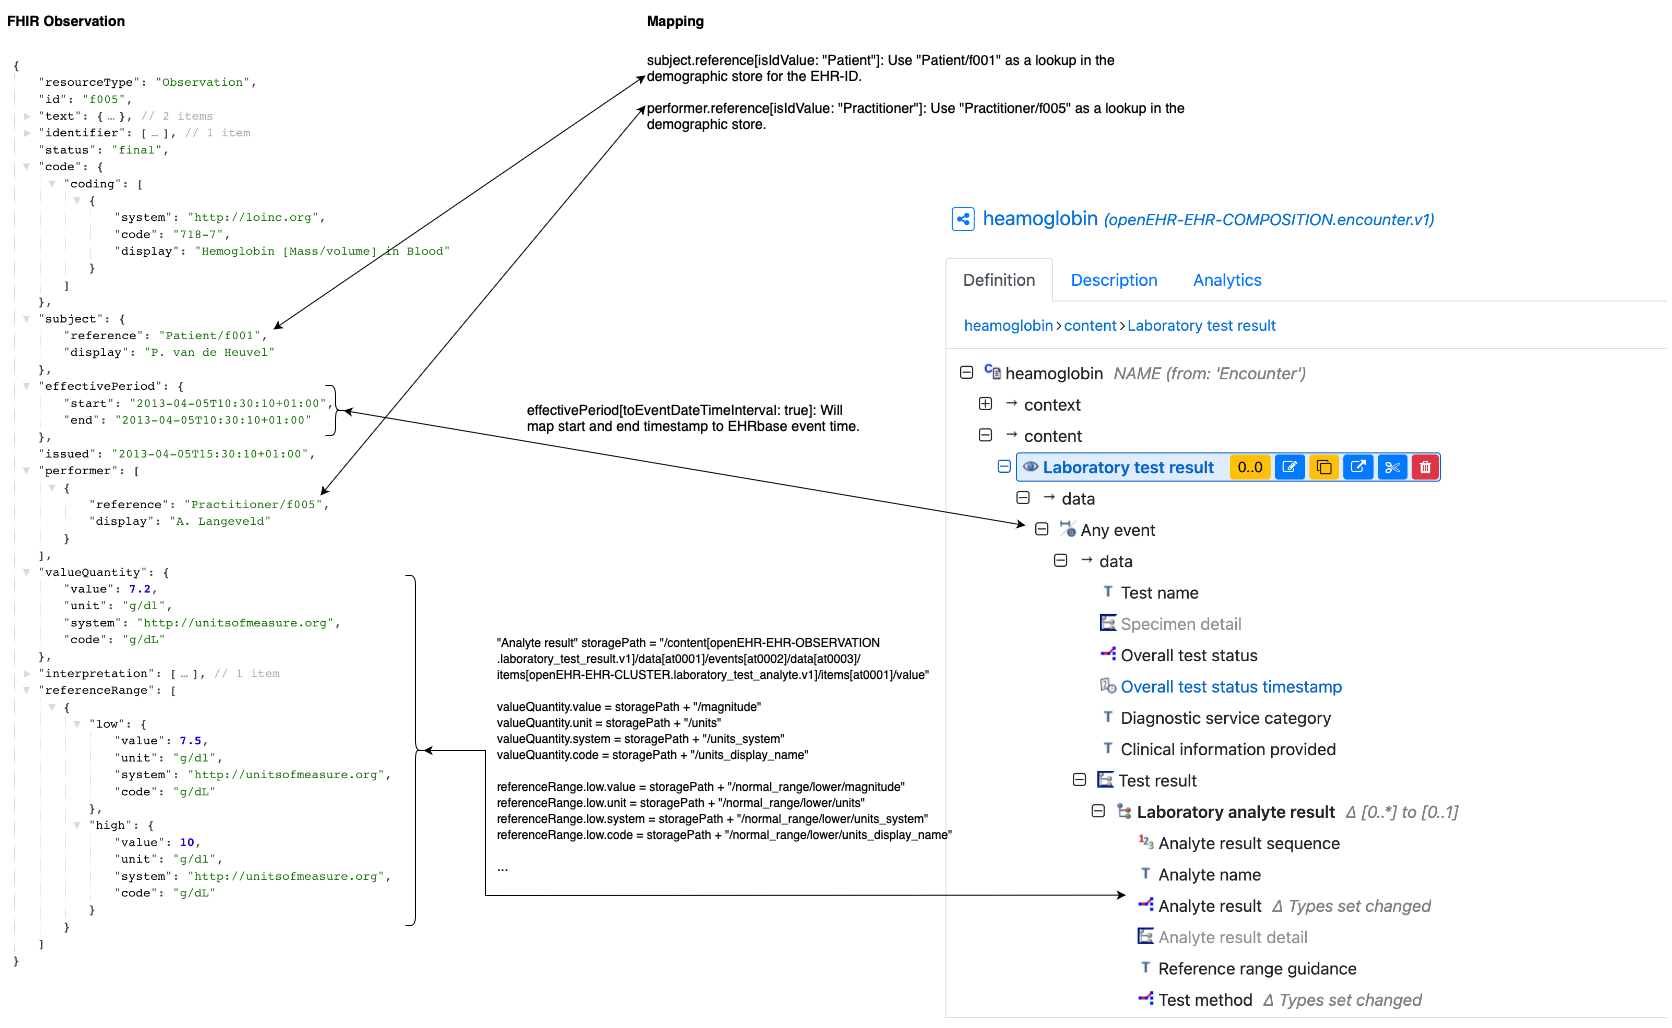 FHIR Observation
{
"resourceType": "Observation",
"id": "f005",
"text": { … }, // 2 items
"identifier": [ … ], // 1 item
"status": "final",
"code": {
"coding": [
{
"system": "http://loinc.org",
"code": "718-7",
"display": "Hemoglobin [Mass/volume] in Blood"
}
]
},
"subject": {
"reference": "Patient/f001",
"display": "P. van de Heuvel"
},
"effectivePeriod": {
"start": "2013-04-05T10:30:10+01:00",
"end": "2013-04-05T10:30:10+01:00"
},
"issued": "2013-04-05T15:30:10+01:00",
"performer": [
{
"reference": "Practitioner/f005",
"display": "A. Langeveld"
}
],
"valueQuantity": {
"value": 7.2,
"unit": "g/dl",
"system": "http://unitsofmeasure.org",
"code": "g/dL"
},
"interpretation": [ … ], // 1 item
"referenceRange": [
{
"low": {
"value": 7.5,
"unit": "g/dl",
"system": "http://unitsofmeasure.org",
"code": "g/dL"
},
"high": {
"value": 10,
"unit": "g/dl",
"system": "http://unitsofmeasure.org",
"code": "g/dL"
}
}
]
}
Mapping
subject.reference[isIdValue: "Patient"]: Use "Patient/f001" as a lookup in the
demographic store for the EHR-ID.
performer.reference[isIdValue: "Practitioner"]: Use "Practitioner/f005" as a lookup in the
demographic store.
effectivePeriod[toEventDateTimeInterval: true]: Will
map start and end timestamp to EHRbase event time.
"Analyte result" storagePath = "/content[openEHR-EHR-OBSERVATION
.laboratory_test_result.v1]/data[at0001]/events[at0002]/data[at0003]/
items[openEHR-EHR-CLUSTER.laboratory_test_analyte.v1]/items[at0001]/value"
valueQuantity.value = storagePath + "/magnitude"
valueQuantity.unit = storagePath + "/units"
valueQuantity.system = storagePath + "/units_system"
valueQuantity.code = storagePath + "/units_display_name"
referenceRange.low.value = storagePath + "/normal_range/lower/magnitude"
referenceRange.low.unit = storagePath + "/normal_range/lower/units"
referenceRange.low.system = storagePath + "/normal_range/lower/units_system"
referenceRange.low.code = storagePath + "/normal_range/lower/units_display_name"
...
heamoglobin (openEHR-EHR-COMPOSITION.encounter.v1)
Definition Description Analytics
heamoglobin > content > Laboratory test result
heamoglobin NAME (from: 'Encounter')
→ context
→ content
Laboratory test result 0..0
→ data
Any event
→ data
T Test name
Specimen detail
Overall test status
Overall test status timestamp
T Diagnostic service category
T Clinical information provided
Test result
Laboratory analyte result Δ [0..*] to [0..1]
Analyte result sequence
T Analyte name
Analyte result Δ Types set changed
Analyte result detail
T Reference range guidance
Test method Δ Types set changed